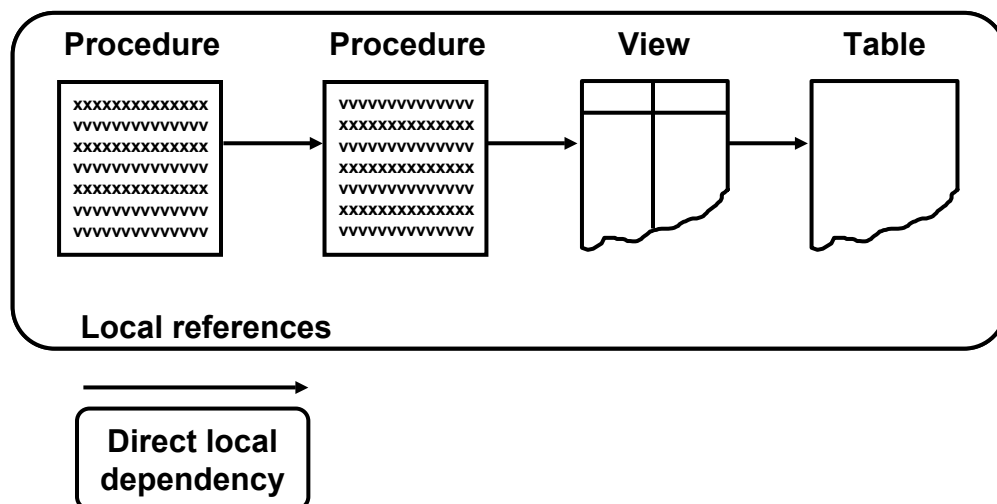 Procedure Procedure View Table
xxxxxxxxxxxxxx vvvvvvvvvvvvvv
vvvvvvvvvvvvvv xxxxxxxxxxxxxx
xxxxxxxxxxxxxx vvvvvvvvvvvvvv
vvvvvvvvvvvvvv xxxxxxxxxxxxxx
xxxxxxxxxxxxxx vvvvvvvvvvvvvv
vvvvvvvvvvvvvv xxxxxxxxxxxxxx
vvvvvvvvvvvvvv vvvvvvvvvvvvvv
Local references
Direct local
dependency